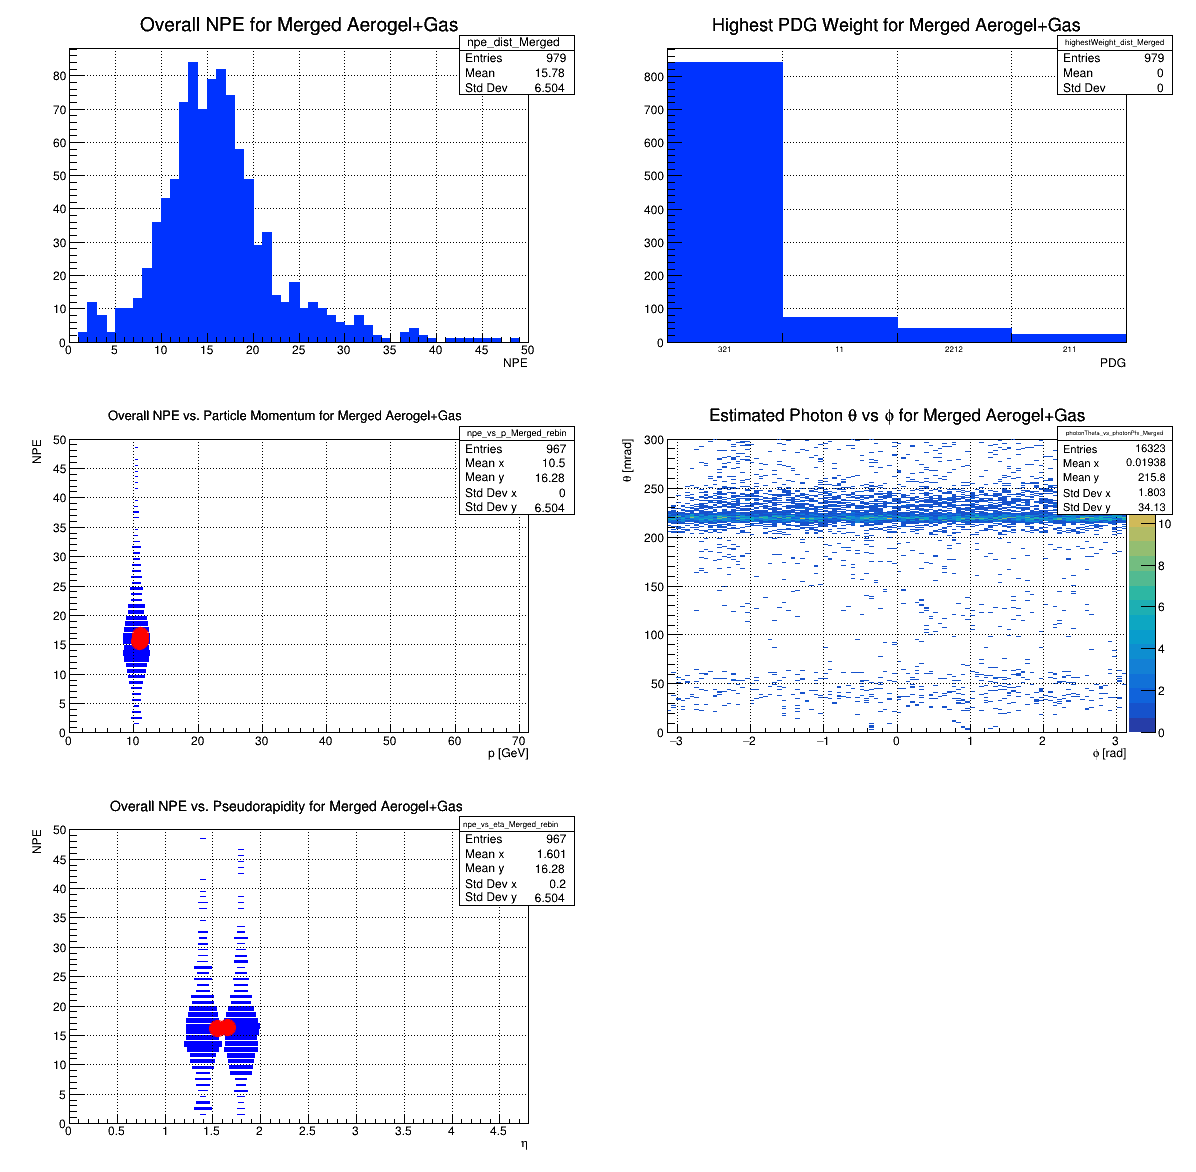 Overall NPE for Merged Aerogel+Gas
npe_dist_Merged
Entries 979
Mean 15.78
Std Dev 6.504
80
70
60
50
40
30
20
10
0
0 5 10 15 20 25 30 35 40 45 50
NPE
Highest PDG Weight for Merged Aerogel+Gas
highestWeight_dist_Merged
Entries 979
Mean 0
Std Dev 0
800
700
600
500
400
300
200
100
0
321 11 2212 211
PDG
Overall NPE vs. Particle Momentum for Merged Aerogel+Gas
npe_vs_p_Merged_rebin
Entries 967
Mean x 10.5
Mean y 16.28
Std Dev x 0
Std Dev y 6.504
NPE
50
45
40
35
30
25
20
15
10
5
0
0 10 20 30 40 50 60 70
p [GeV]
Estimated Photon θ vs ϕ for Merged Aerogel+Gas
photonTheta_vs_photonPhi_Merged
Entries 16323
Mean x 0.01938
Mean y 215.8
Std Dev x 1.803
Std Dev y 34.13
θ [mrad]
300
250
200
150
100
50
0
−3 −2 −1 0 1 2 3
ϕ [rad]
10
8
6
4
2
0
Overall NPE vs. Pseudorapidity for Merged Aerogel+Gas
npe_vs_eta_Merged_rebin
Entries 967
Mean x 1.601
Mean y 16.28
Std Dev x 0.2
Std Dev y 6.504
NPE
50
45
40
35
30
25
20
15
10
5
0
0 0.5 1 1.5 2 2.5 3 3.5 4 4.5
η